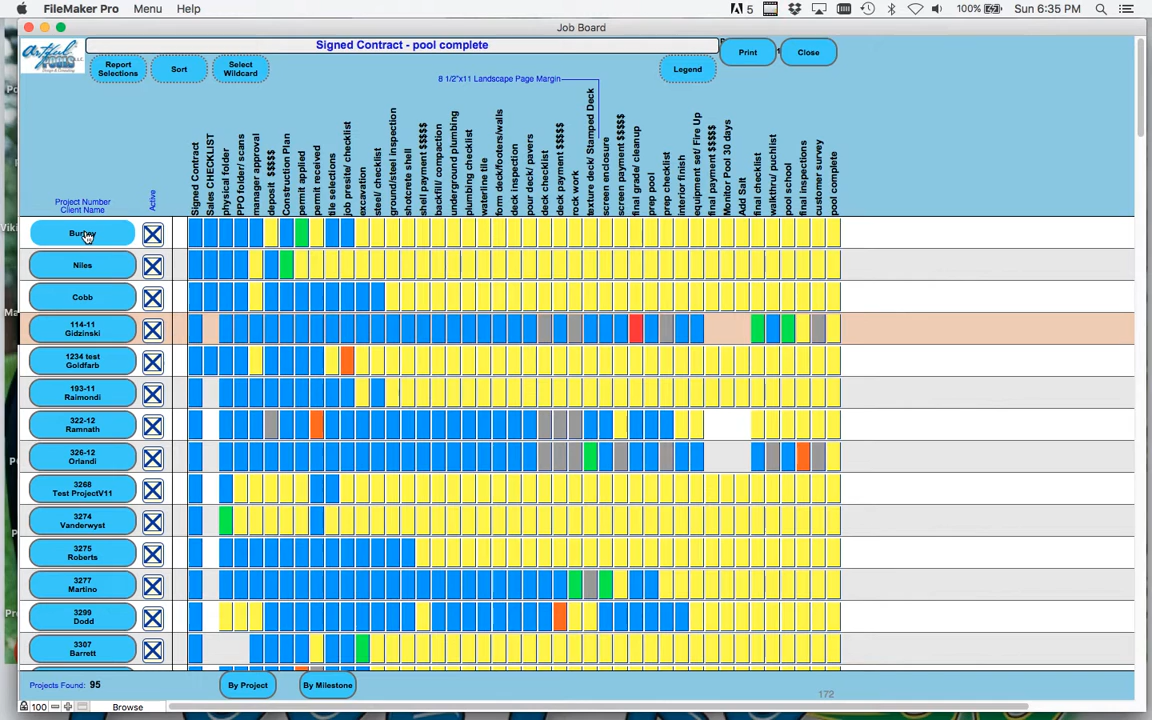 FileMaker Pro Menu Help
5
100%
Sun 6:35 PM
Job Board
Artful
POOLS
Signed Contract - pool complete
Print
Close
Report
Selections
Sort
Select
Wildcard
Legend
8 1/2"x11 Landscape Page Margin
Project Number
Client Name
Active
Signed Contract
Sales CHECKLIST
physical folder
PPO folder/ scans
manager approval
deposit $$$$$
Construction Plan
permit applied
permit received
tile selections
job presite/ checklist
excavation
steel/ checklist
ground/steel inspection
shotcrete shell
shell payment $$$$$
backfill/ compaction
underground plumbing
plumbing checklist
waterline tile
form deck/footers/walls
deck inspection
pour deck/ pavers
deck checklist
deck payment $$$$$
rock work
texture deck/ Stamped Deck
screen enclosure
screen payment $$$$$
final grade/ cleanup
prep pool
prep checklist
interior finish
equipment set/ Fire Up
final payment $$$$$
Monitor Pool 30 days
Add Salt
final checklist
walkthru/ puchlist
pool school
final inspections
customer survey
pool complete
Niles
Cobb
114-11
Gidzinski
1234 test
Goldfarb
193-11
Raimondi
322-12
Ramnath
326-12
Orlandi
3268
Test ProjectV11
3274
Vanderwyst
3275
Roberts
3277
Martino
3299
Dodd
3307
Barrett
Projects Found: 95
By Project
By Milestone
172
100
Browse